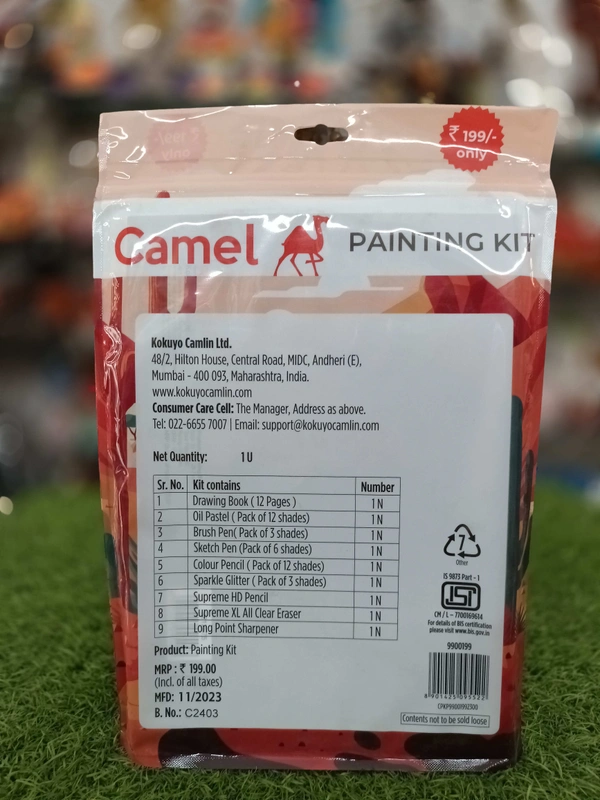 ₹ 199/-
only
Camel PAINTING KIT
Kokuyo Camlin Ltd.
48/2, Hilton House, Central Road, MIDC, Andheri (E),
Mumbai - 400 093, Maharashtra, India.
www.kokuyocamlin.com
Consumer Care Cell: The Manager, Address as above.
Tel: 022-6655 7007 | Email: support@kokuyocamlin.com
Net Quantity: 1 U
Sr. No. Kit contains Number
1 Drawing Book ( 12 Pages ) 1 N
2 Oil Pastel ( Pack of 12 shades) 1 N
3 Brush Pen( Pack of 3 shades) 1 N
4 Sketch Pen (Pack of 6 shades) 1 N
5 Colour Pencil ( Pack of 12 shades) 1 N
6 Sparkle Glitter ( Pack of 3 shades) 1 N
7 Supreme HD Pencil 1 N
8 Supreme XL All Clear Eraser 1 N
9 Long Point Sharpener 1 N
Product: Painting Kit
MRP : ₹ 199.00
(Incl. of all taxes)
MFD: 11/2023
B. No.: C2403
7
Other
IS 9873 Part - 1
ISI
CM / L - 7700169614
For details of BIS certification
please visit www.bis.gov.in
9900199
8 901425 095522
CPKP9900199Z300
Contents not to be sold loose